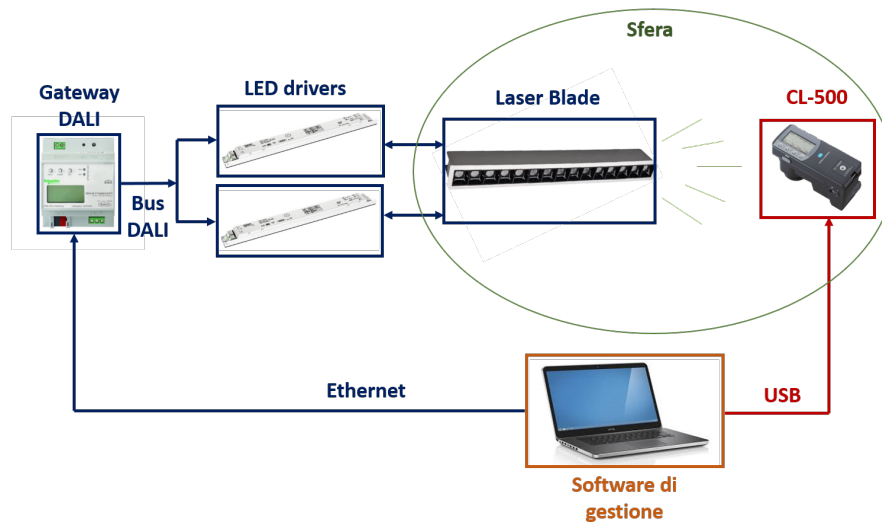 Sfera
Gateway
DALI
LED drivers
Laser Blade
CL-500
Bus
DALI
Ethernet
USB
Software di
gestione